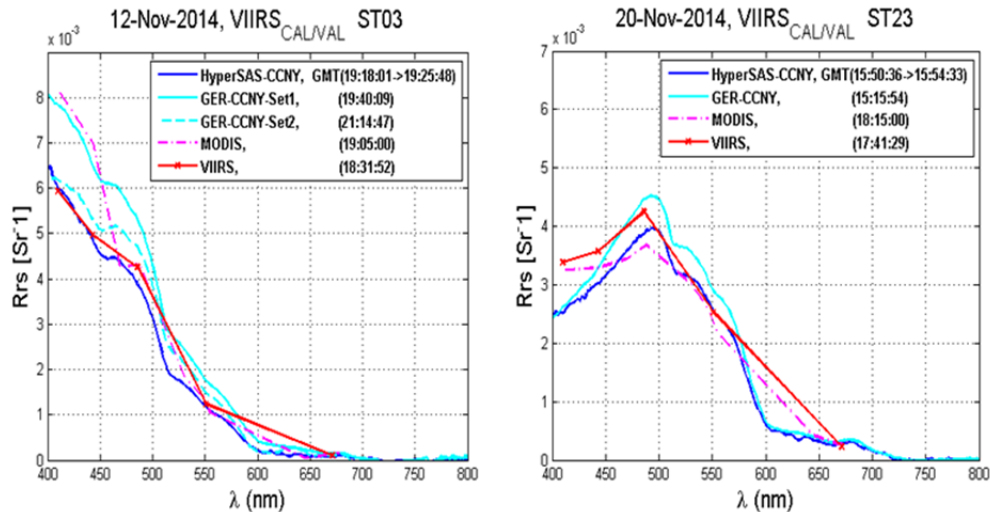 12-Nov-2014, VIIRS_CAL/VAL ST03
x 10^-3
HyperSAS-CCNY, GMT(19:18:01->19:25:48)
GER-CCNY-Set1, (19:40:09)
GER-CCNY-Set2, (21:14:47)
MODIS, (19:05:00)
VIIRS, (18:31:52)
8
7
6
5
4
3
2
1
0
Rrs [Sr^-1]
400 450 500 550 600 650 700 750 800
λ (nm)
20-Nov-2014, VIIRS_CAL/VAL ST23
x 10^-3
HyperSAS-CCNY, GMT(15:50:36->15:54:33)
GER-CCNY, (15:15:54)
MODIS, (18:15:00)
VIIRS, (17:41:29)
7
6
5
4
3
2
1
0
Rrs [Sr^-1]
400 450 500 550 600 650 700 750 800
λ (nm)